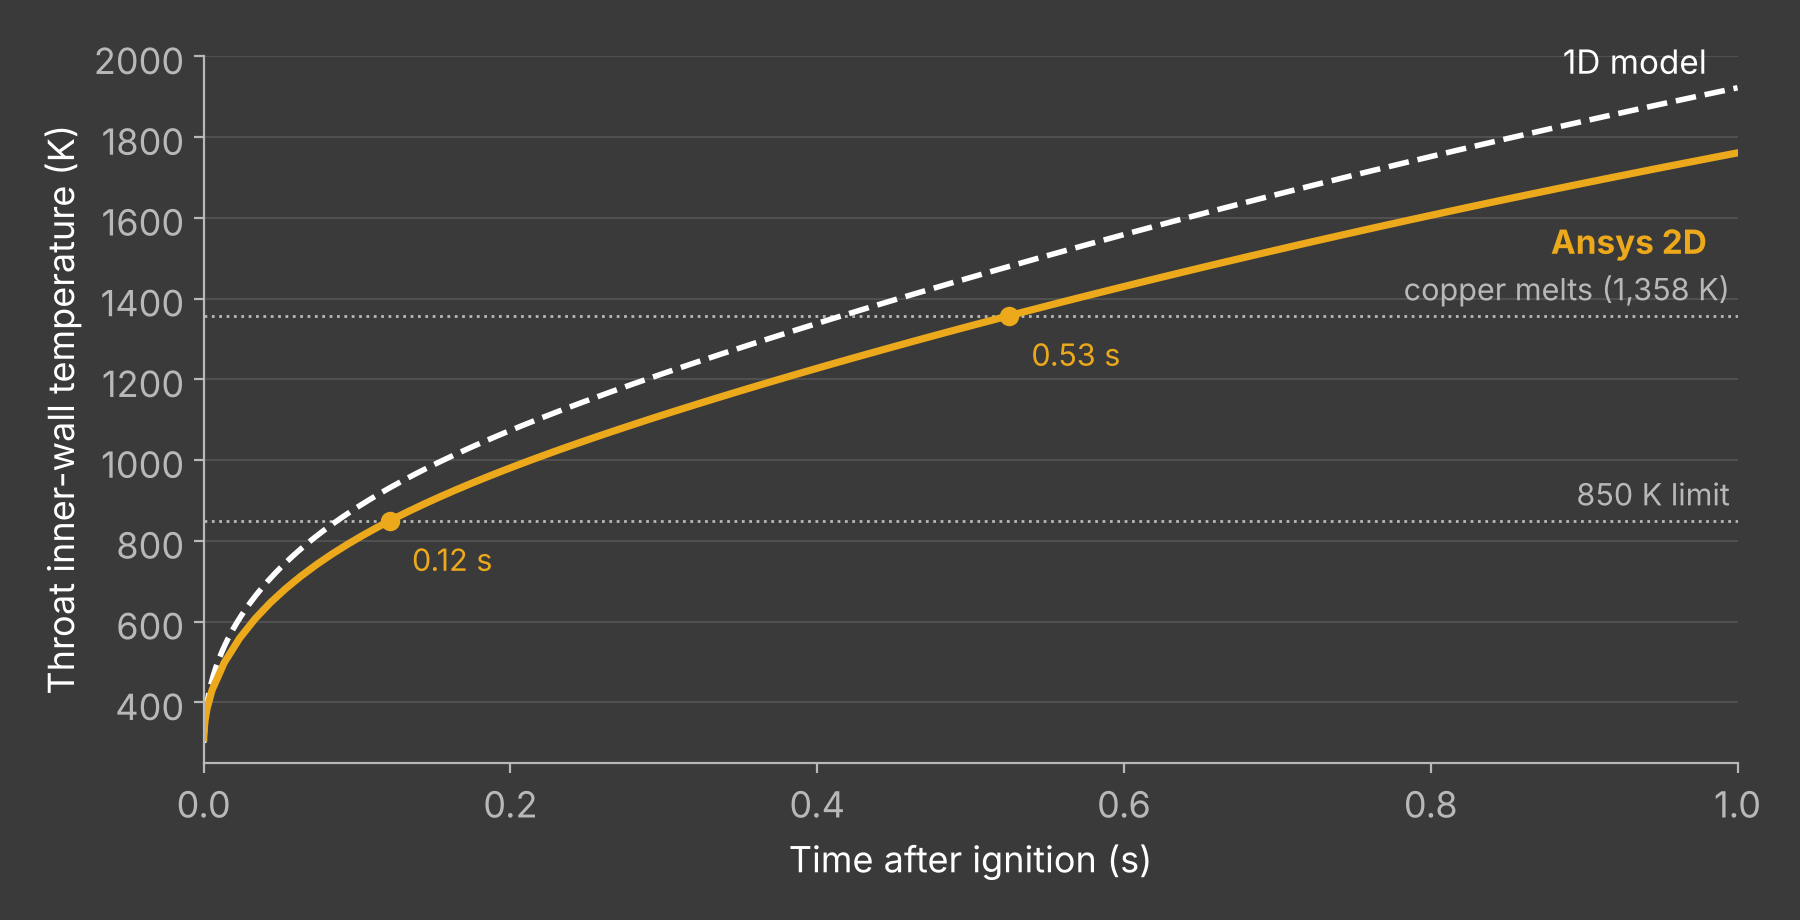 2000
1800
1600
1400
1200
1000
800
600
400
Throat inner-wall temperature (K)
1D model
Ansys 2D
copper melts (1,358 K)
0.53 s
850 K limit
0.12 s
0.0
0.2
0.4
0.6
0.8
1.0
Time after ignition (s)